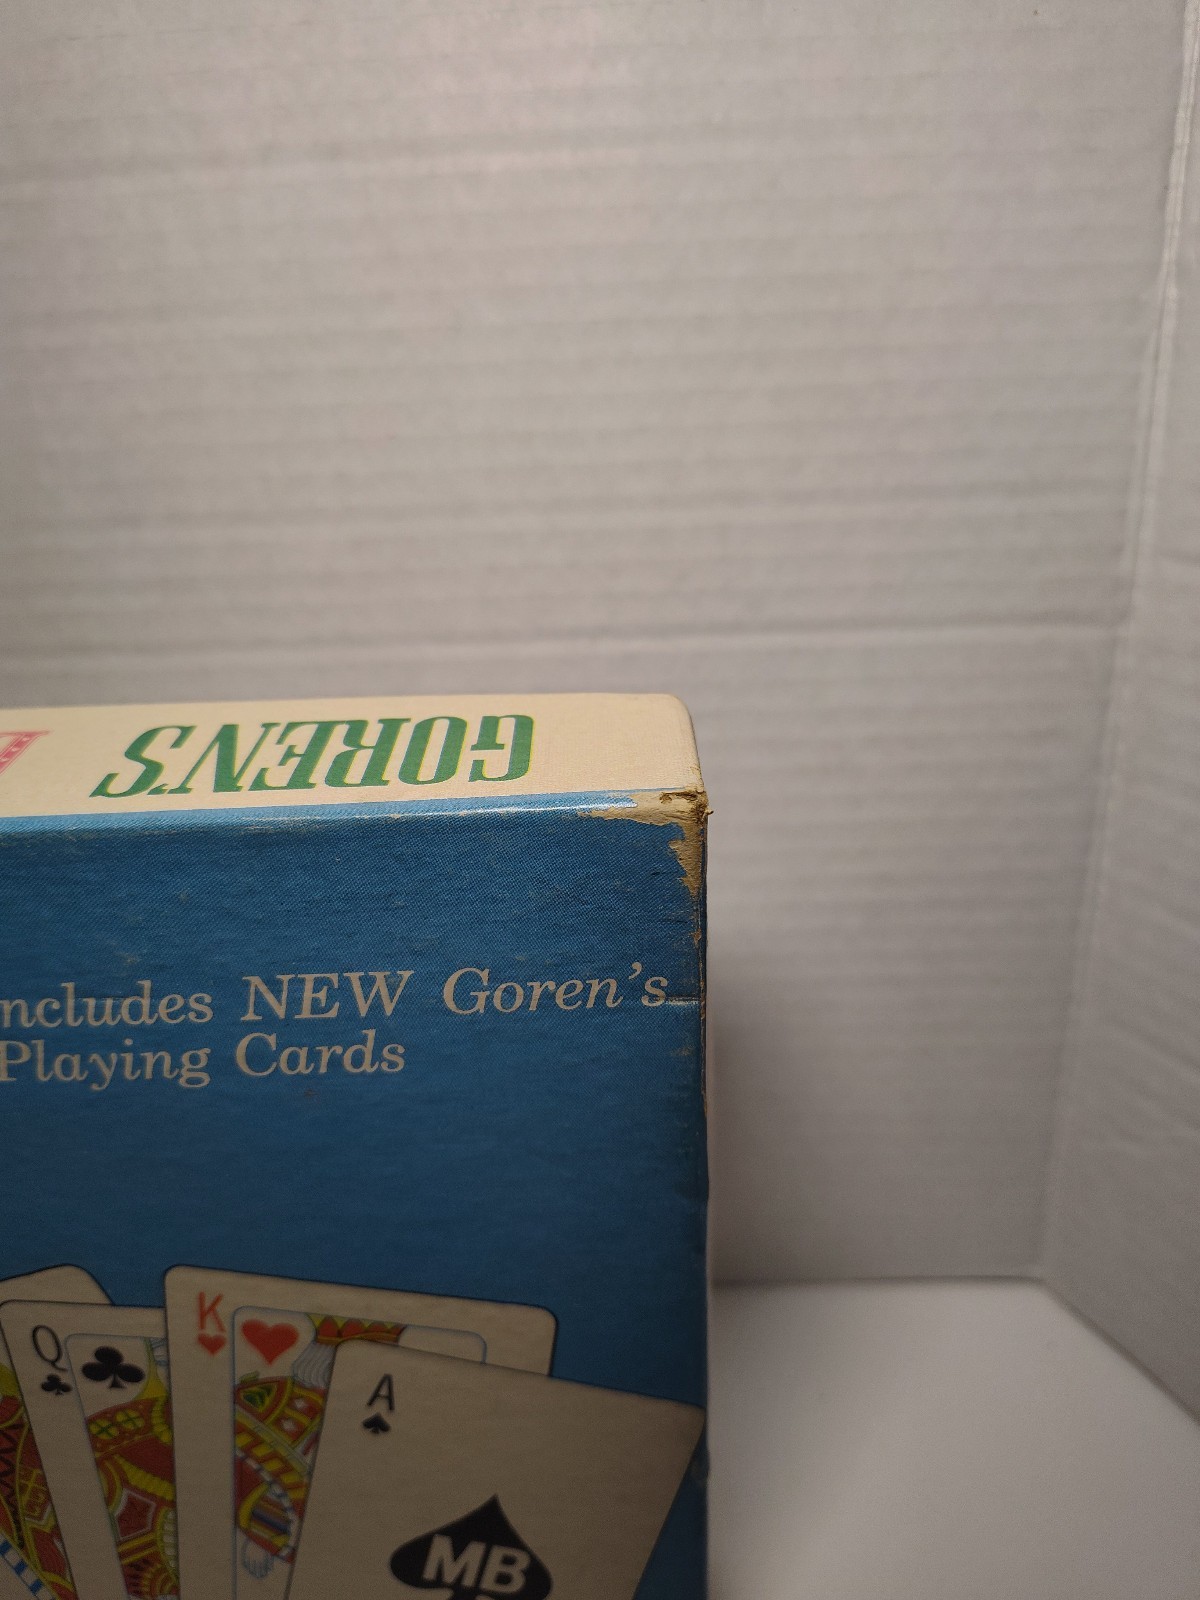 GOREN'S
ncludes NEW Goren's
Playing Cards
Q
K
A
MB